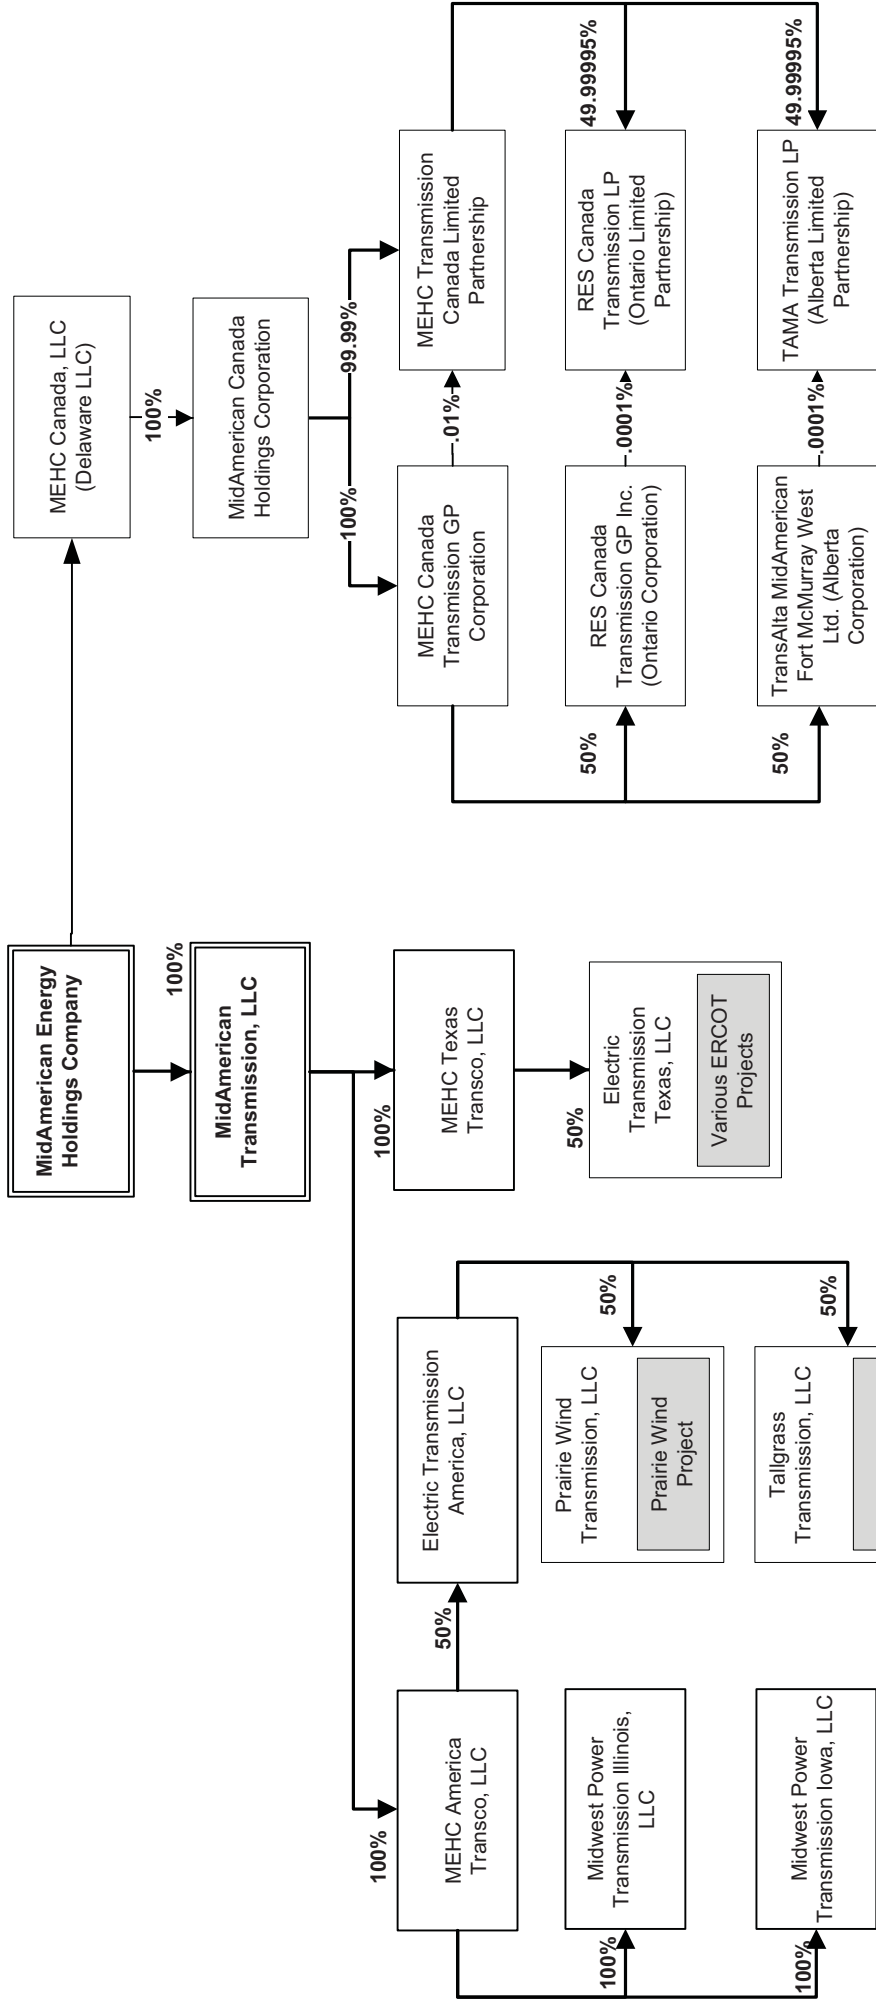 MidAmerican Energy
Holdings Company
MEHC Canada, LLC
(Delaware LLC)
100%
100%
MidAmerican
Transmission, LLC
MidAmerican Canada
Holdings Corporation
100%
99.99%
100%
MEHC America
Transco, LLC
50%
Electric Transmission
America, LLC
100%
MEHC Texas
Transco, LLC
MEHC Canada
Transmission GP
Corporation
.01%
MEHC Transmission
Canada Limited
Partnership
100%
Midwest Power
Transmission Illinois,
LLC
Prairie Wind
Transmission, LLC
Prairie Wind
Project
50%
50%
Electric
Transmission
Texas, LLC
Various ERCOT
Projects
50%
RES Canada
Transmission GP Inc.
(Ontario Corporation)
.0001%
RES Canada
Transmission LP
(Ontario Limited
Partnership)
49.99995%
100%
Midwest Power
Transmission Iowa, LLC
Tallgrass
Transmission, LLC
50%
50%
TransAlta MidAmerican
Fort McMurray West
Ltd. (Alberta
Corporation)
.0001%
TAMA Transmission LP
(Alberta Limited
Partnership)
49.99995%